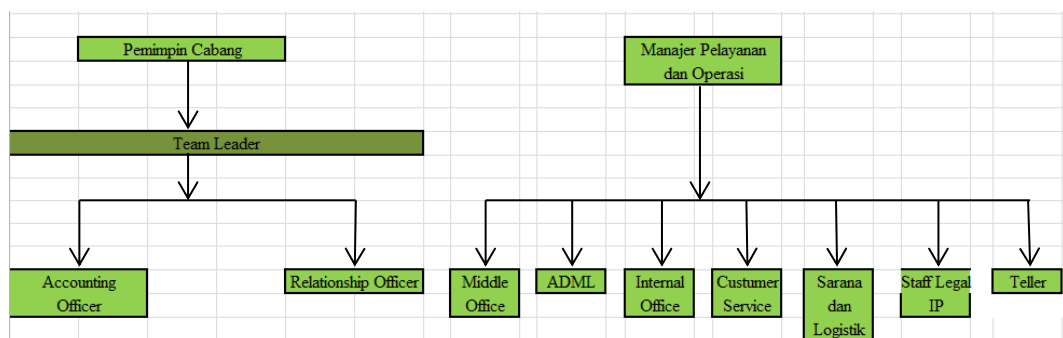 Pemimpin Cabang
Manajer Pelayanan
dan Operasi
Team Leader
Accounting
Officer
Relationship Officer
Middle
Office
ADML
Internal
Office
Custumer
Service
Sarana
dan
Logistik
Staff Legal
IP
Teller